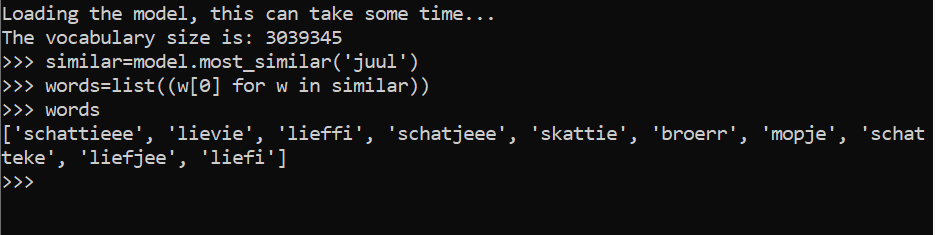 Loading the model, this can take some time...
The vocabulary size is: 3039345
>>> similar=model.most_similar('juul')
>>> words=list((w[0] for w in similar))
>>> words
['schattieee', 'lievie', 'lieffi', 'schatjeee', 'skattie', 'broerr', 'mopje', 'schat
teke', 'liefjee', 'liefi']
>>>